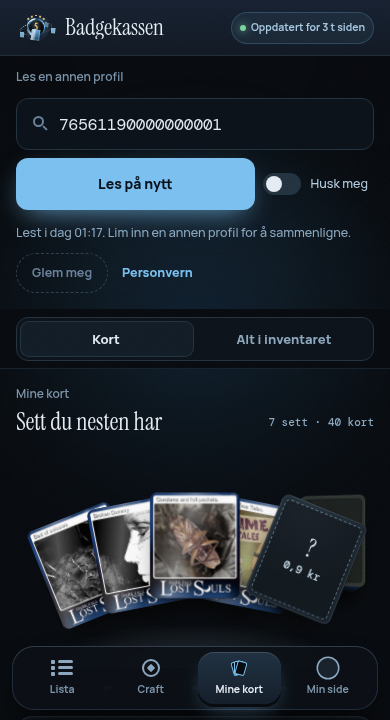 Badgekassen
Oppdatert for 3 t siden
Les en annen profil
76561190000000001
Les på nytt
Husk meg
Lest i dag 01:17. Lim inn en annen profil for å sammenligne.
Glem meg
Personvern
Kort
Alt i inventaret
Mine kort
Sett du nesten har
7 sett · 40 kort
LOST SOULS
?
0,9 kr
Lista
Craft
Mine kort
Min side